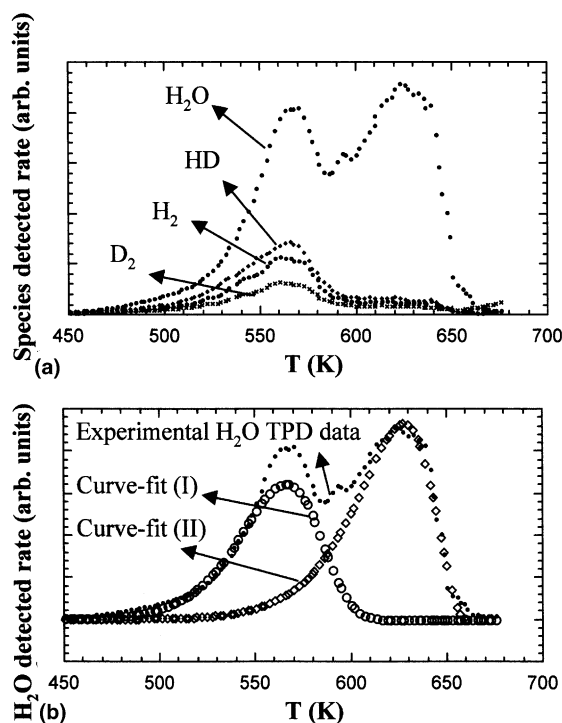 Species detected rate (arb. units)
H₂O
HD
H₂
D₂
450 500 550 600 650 700
(a)
T (K)
H₂O detected rate (arb. units)
Experimental H₂O TPD data
Curve-fit (I)
Curve-fit (II)
450 500 550 600 650 700
(b)
T (K)